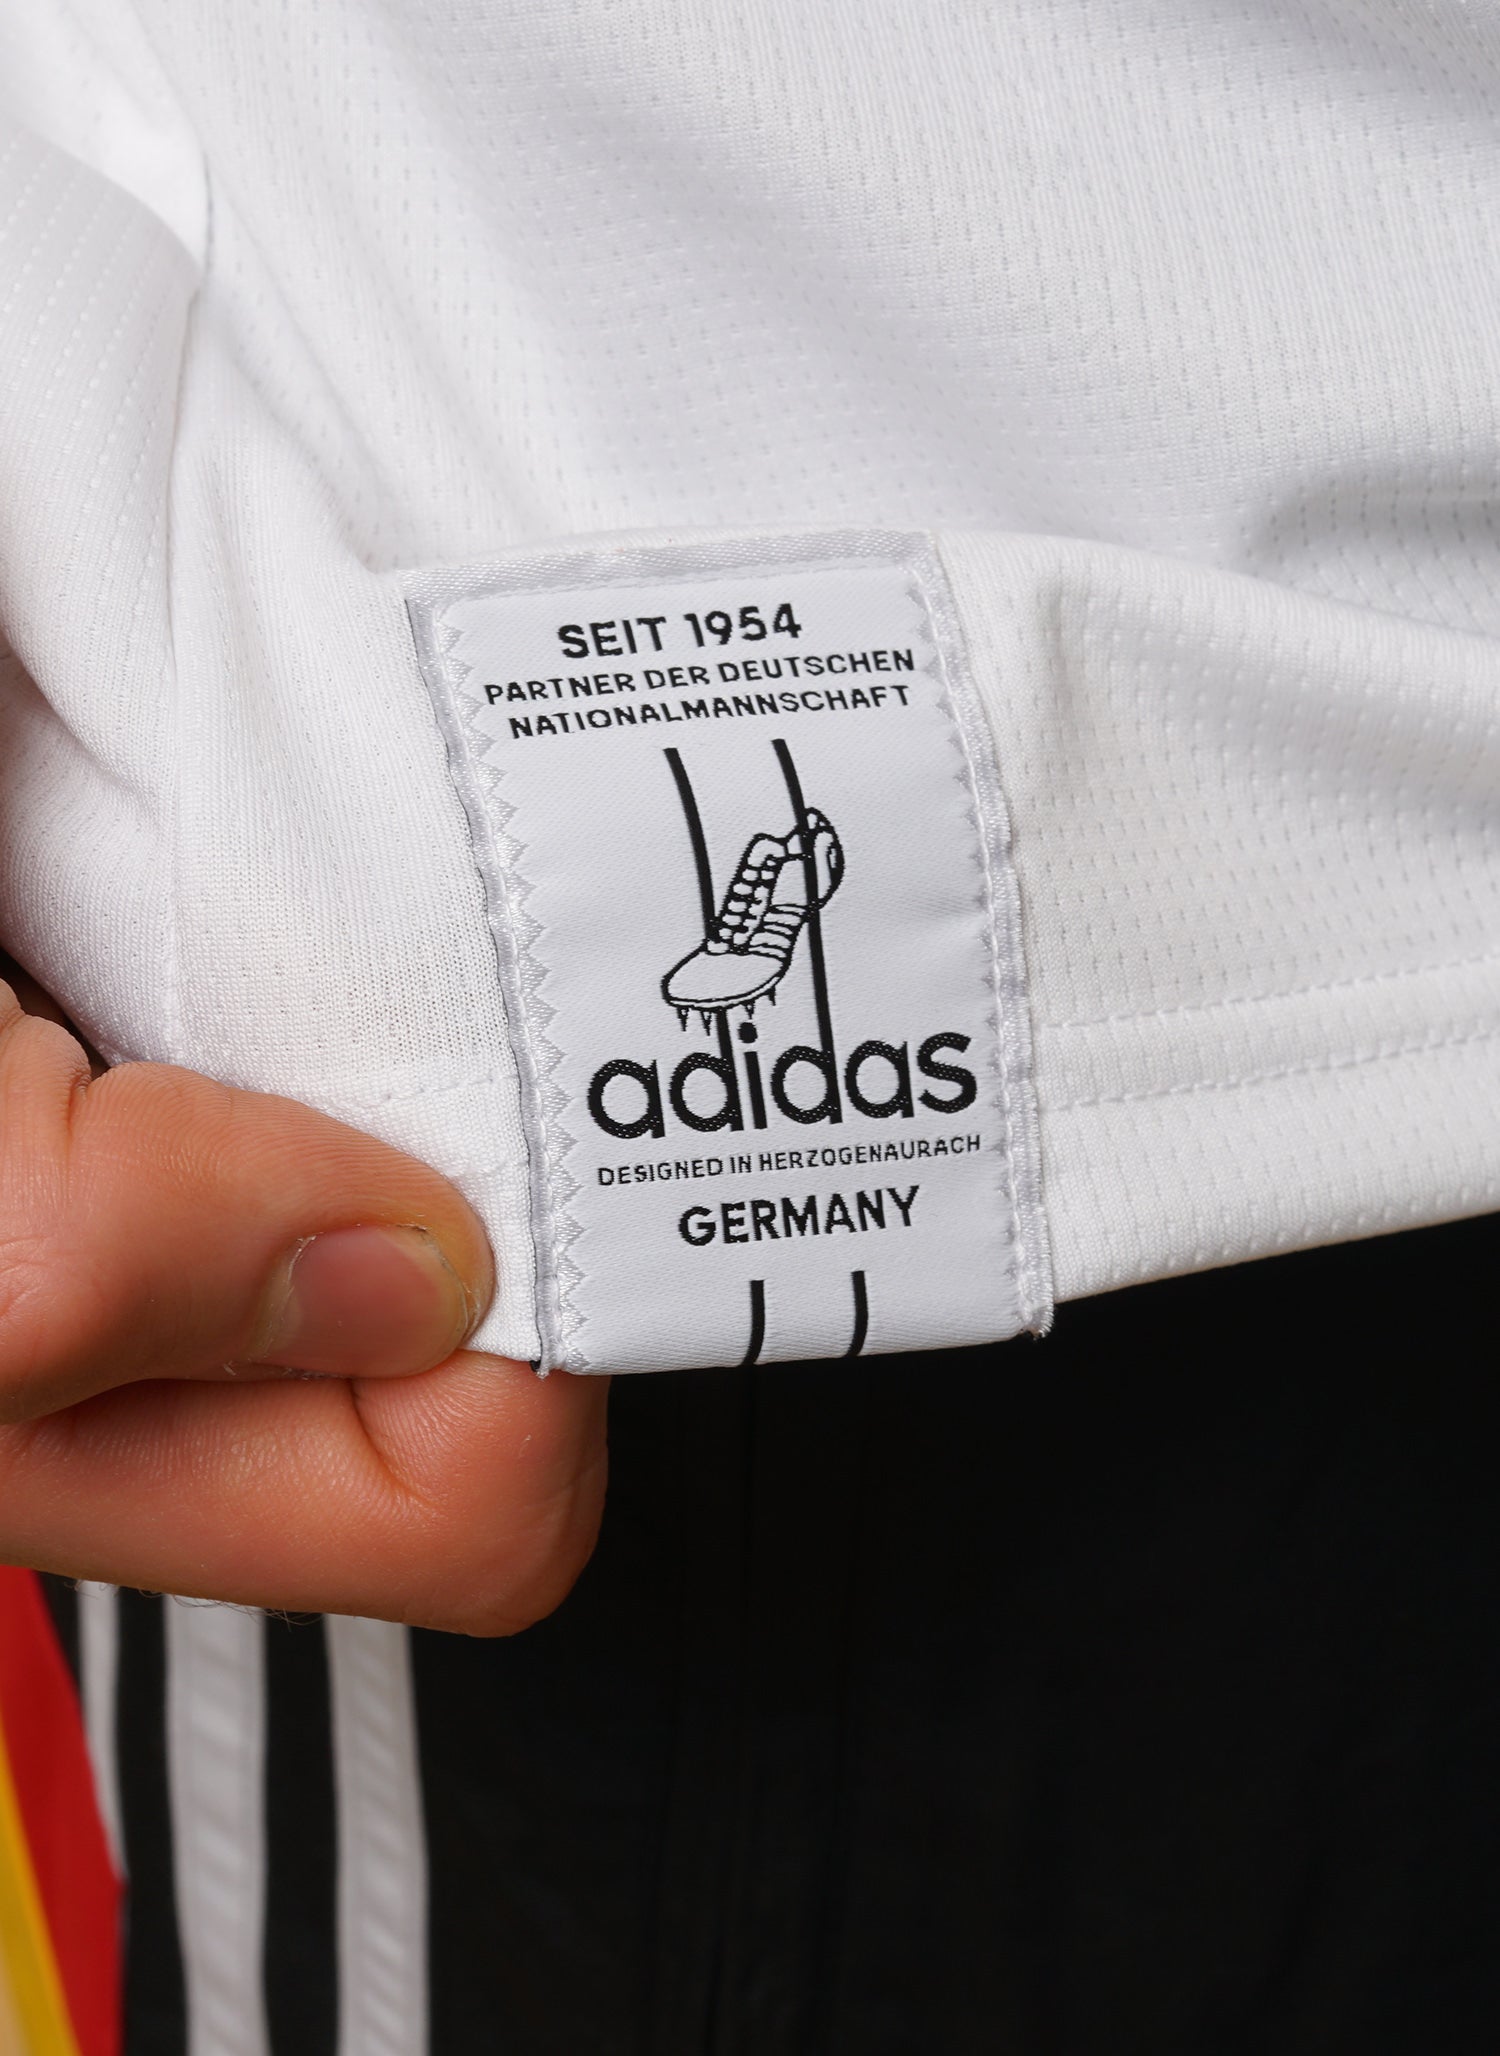 SEIT 1954
PARTNER DER DEUTSCHEN
NATIONALMANNSCHAFT
adidas
DESIGNED IN HERZOGENAURACH
GERMANY